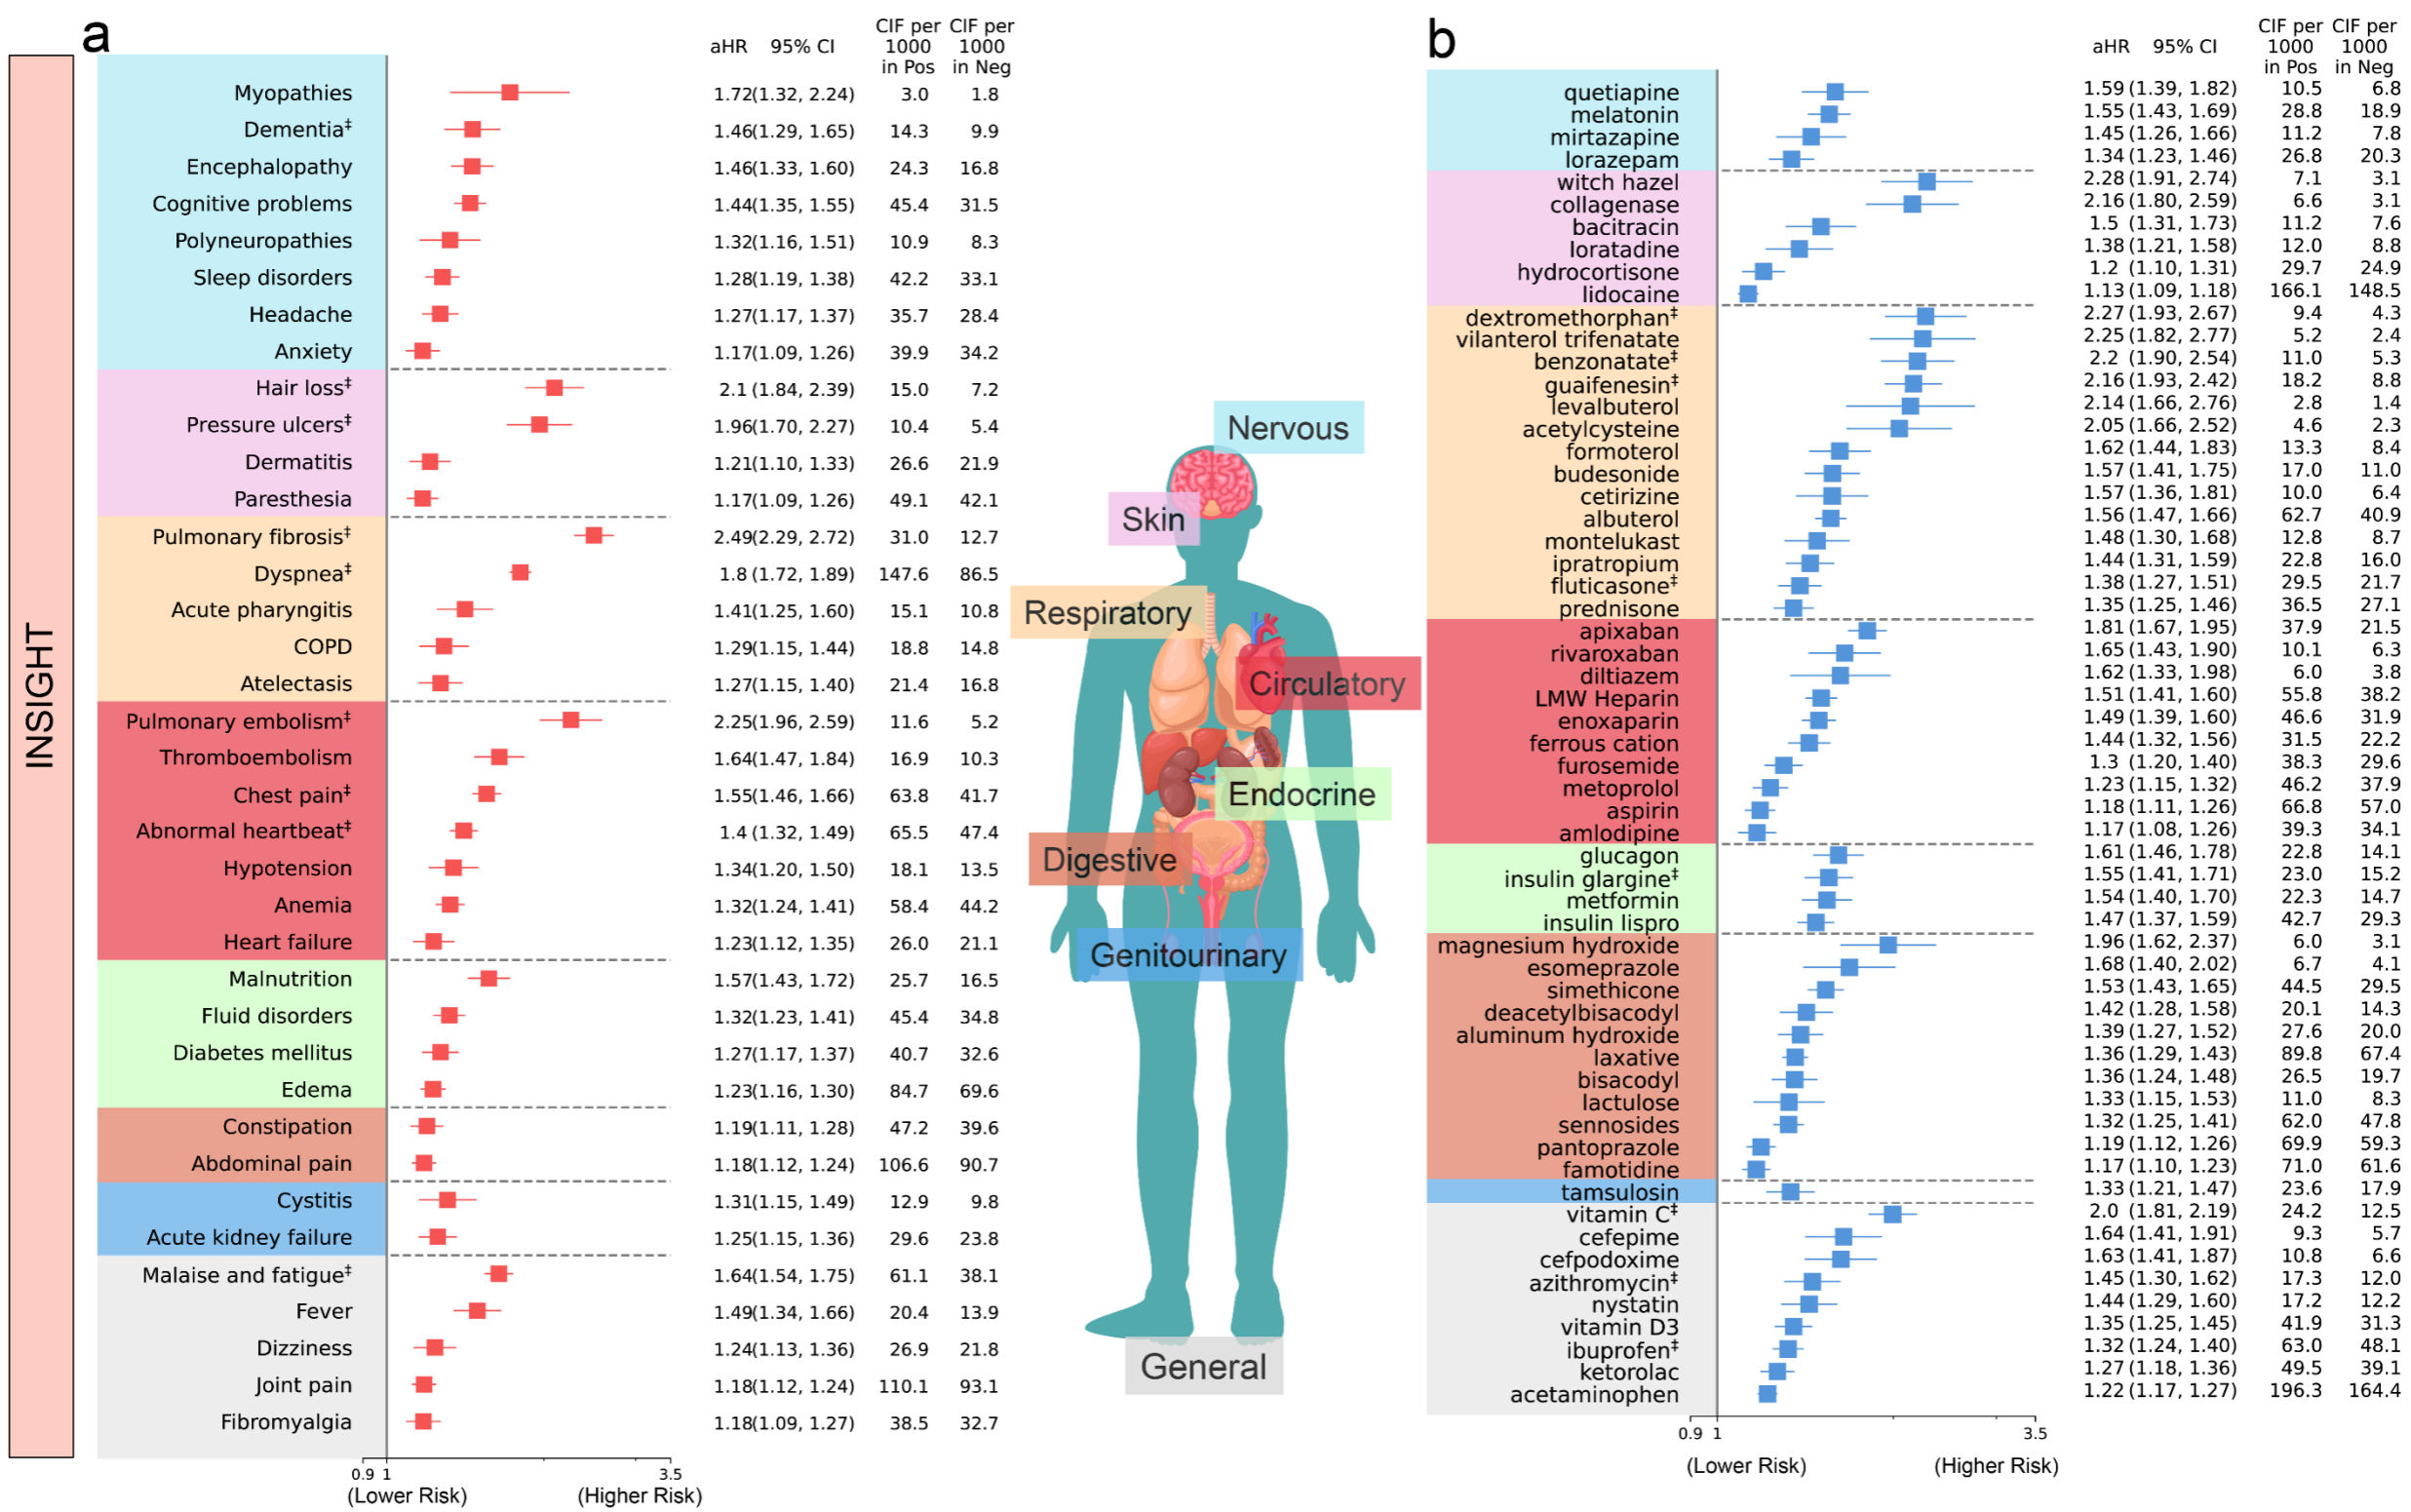 a
aHR 95% CI CIF per 1000 in Pos CIF per 1000 in Neg
INSIGHT
Myopathies 1.72(1.32, 2.24) 3.0 1.8
Dementia‡ 1.46(1.29, 1.65) 14.3 9.9
Encephalopathy 1.46(1.33, 1.60) 24.3 16.8
Cognitive problems 1.44(1.35, 1.55) 45.4 31.5
Polyneuropathies 1.32(1.16, 1.51) 10.9 8.3
Sleep disorders 1.28(1.19, 1.38) 42.2 33.1
Headache 1.27(1.17, 1.37) 35.7 28.4
Anxiety 1.17(1.09, 1.26) 39.9 34.2
Hair loss‡ 2.1 (1.84, 2.39) 15.0 7.2
Pressure ulcers‡ 1.96(1.70, 2.27) 10.4 5.4
Dermatitis 1.21(1.10, 1.33) 26.6 21.9
Paresthesia 1.17(1.09, 1.26) 49.1 42.1
Pulmonary fibrosis‡ 2.49(2.29, 2.72) 31.0 12.7
Dyspnea‡ 1.8 (1.72, 1.89) 147.6 86.5
Acute pharyngitis 1.41(1.25, 1.60) 15.1 10.8
COPD 1.29(1.15, 1.44) 18.8 14.8
Atelectasis 1.27(1.15, 1.40) 21.4 16.8
Pulmonary embolism‡ 2.25(1.96, 2.59) 11.6 5.2
Thromboembolism 1.64(1.47, 1.84) 16.9 10.3
Chest pain‡ 1.55(1.46, 1.66) 63.8 41.7
Abnormal heartbeat‡ 1.4 (1.32, 1.49) 65.5 47.4
Hypotension 1.34(1.20, 1.50) 18.1 13.5
Anemia 1.32(1.24, 1.41) 58.4 44.2
Heart failure 1.23(1.12, 1.35) 26.0 21.1
Malnutrition 1.57(1.43, 1.72) 25.7 16.5
Fluid disorders 1.32(1.23, 1.41) 45.4 34.8
Diabetes mellitus 1.27(1.17, 1.37) 40.7 32.6
Edema 1.23(1.16, 1.30) 84.7 69.6
Constipation 1.19(1.11, 1.28) 47.2 39.6
Abdominal pain 1.18(1.12, 1.24) 106.6 90.7
Cystitis 1.31(1.15, 1.49) 12.9 9.8
Acute kidney failure 1.25(1.15, 1.36) 29.6 23.8
Malaise and fatigue‡ 1.64(1.54, 1.75) 61.1 38.1
Fever 1.49(1.34, 1.66) 20.4 13.9
Dizziness 1.24(1.13, 1.36) 26.9 21.8
Joint pain 1.18(1.12, 1.24) 110.1 93.1
Fibromyalgia 1.18(1.09, 1.27) 38.5 32.7
0.9 1 3.5
(Lower Risk) (Higher Risk)
Nervous
Skin
Respiratory
Circulatory
Endocrine
Digestive
Genitourinary
General
b
aHR 95% CI CIF per 1000 in Pos CIF per 1000 in Neg
quetiapine 1.59 (1.39, 1.82) 10.5 6.8
melatonin 1.55 (1.43, 1.69) 28.8 18.9
mirtazapine 1.45 (1.26, 1.66) 11.2 7.8
lorazepam 1.34 (1.23, 1.46) 26.8 20.3
witch hazel 2.28 (1.91, 2.74) 7.1 3.1
collagenase 2.16 (1.80, 2.59) 6.6 3.1
bacitracin 1.5 (1.31, 1.73) 11.2 7.6
loratadine 1.38 (1.21, 1.58) 12.0 8.8
hydrocortisone 1.2 (1.10, 1.31) 29.7 24.9
lidocaine 1.13 (1.09, 1.18) 166.1 148.5
dextromethorphan‡ 2.27 (1.93, 2.67) 9.4 4.3
vilanterol trifenatate 2.25 (1.82, 2.77) 5.2 2.4
benzonatate‡ 2.2 (1.90, 2.54) 11.0 5.3
guaifenesin‡ 2.16 (1.93, 2.42) 18.2 8.8
levalbuterol 2.14 (1.66, 2.76) 2.8 1.4
acetylcysteine 2.05 (1.66, 2.52) 4.6 2.3
formoterol 1.62 (1.44, 1.83) 13.3 8.4
budesonide 1.57 (1.41, 1.75) 17.0 11.0
cetirizine 1.57 (1.36, 1.81) 10.0 6.4
albuterol 1.56 (1.47, 1.66) 62.7 40.9
montelukast 1.48 (1.30, 1.68) 12.8 8.7
ipratropium 1.44 (1.31, 1.59) 22.8 16.0
fluticasone‡ 1.38 (1.27, 1.51) 29.5 21.7
prednisone 1.35 (1.25, 1.46) 36.5 27.1
apixaban 1.81 (1.67, 1.95) 37.9 21.5
rivaroxaban 1.65 (1.43, 1.90) 10.1 6.3
diltiazem 1.62 (1.33, 1.98) 6.0 3.8
LMW Heparin 1.51 (1.41, 1.60) 55.8 38.2
enoxaparin 1.49 (1.39, 1.60) 46.6 31.9
ferrous cation 1.44 (1.32, 1.56) 31.5 22.2
furosemide 1.3 (1.20, 1.40) 38.3 29.6
metoprolol 1.23 (1.15, 1.32) 46.2 37.9
aspirin 1.18 (1.11, 1.26) 66.8 57.0
amlodipine 1.17 (1.08, 1.26) 39.3 34.1
glucagon 1.61 (1.46, 1.78) 22.8 14.1
insulin glargine‡ 1.55 (1.41, 1.71) 23.0 15.2
metformin 1.54 (1.40, 1.70) 22.3 14.7
insulin lispro 1.47 (1.37, 1.59) 42.7 29.3
magnesium hydroxide 1.96 (1.62, 2.37) 6.0 3.1
esomeprazole 1.68 (1.40, 2.02) 6.7 4.1
simethicone 1.53 (1.43, 1.65) 44.5 29.5
deacetylbisacodyl 1.42 (1.28, 1.58) 20.1 14.3
aluminum hydroxide 1.39 (1.27, 1.52) 27.6 20.0
laxative 1.36 (1.29, 1.43) 89.8 67.4
bisacodyl 1.36 (1.24, 1.48) 26.5 19.7
lactulose 1.33 (1.15, 1.53) 11.0 8.3
sennosides 1.32 (1.25, 1.41) 62.0 47.8
pantoprazole 1.19 (1.12, 1.26) 69.9 59.3
famotidine 1.17 (1.10, 1.23) 71.0 61.6
tamsulosin 1.33 (1.21, 1.47) 23.6 17.9
vitamin C‡ 2.0 (1.81, 2.19) 24.2 12.5
cefepime 1.64 (1.41, 1.91) 9.3 5.7
cefpodoxime 1.63 (1.41, 1.87) 10.8 6.6
azithromycin‡ 1.45 (1.30, 1.62) 17.3 12.0
nystatin 1.44 (1.29, 1.60) 17.2 12.2
vitamin D3 1.35 (1.25, 1.45) 41.9 31.3
ibuprofen‡ 1.32 (1.24, 1.40) 63.0 48.1
ketorolac 1.27 (1.18, 1.36) 49.5 39.1
acetaminophen 1.22 (1.17, 1.27) 196.3 164.4
0.9 1 3.5
(Lower Risk) (Higher Risk)